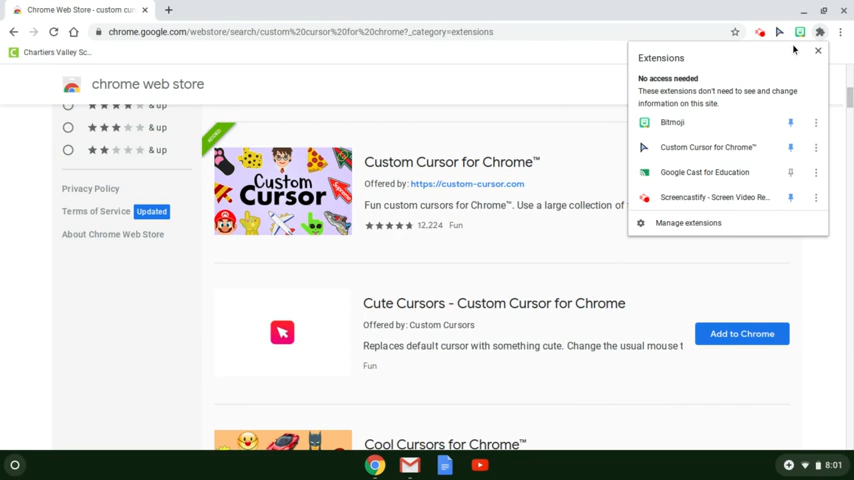 Chrome Web Store - custom cur
chrome.google.com/webstore/search/custom%20cursor%20for%20chrome?_category=extensions
Chartiers Valley Sc...
chrome web store
Extensions
No access needed
These extensions don't need to see and change
information on this site.
Bitmoji
Custom Cursor for Chrome™
Google Cast for Education
Screencastify - Screen Video Re...
Manage extensions
& up
& up
& up
Privacy Policy
Terms of Service Updated
About Chrome Web Store
ADDED
Custom
Cursor
Custom Cursor for Chrome™
Offered by: https://custom-cursor.com
Fun custom cursors for Chrome™. Use a large collection of
12,224 Fun
Cute Cursors - Custom Cursor for Chrome
Offered by: Custom Cursors
Replaces default cursor with something cute. Change the usual mouse t
Fun
Add to Chrome
Cool Cursors for Chrome™
8:01